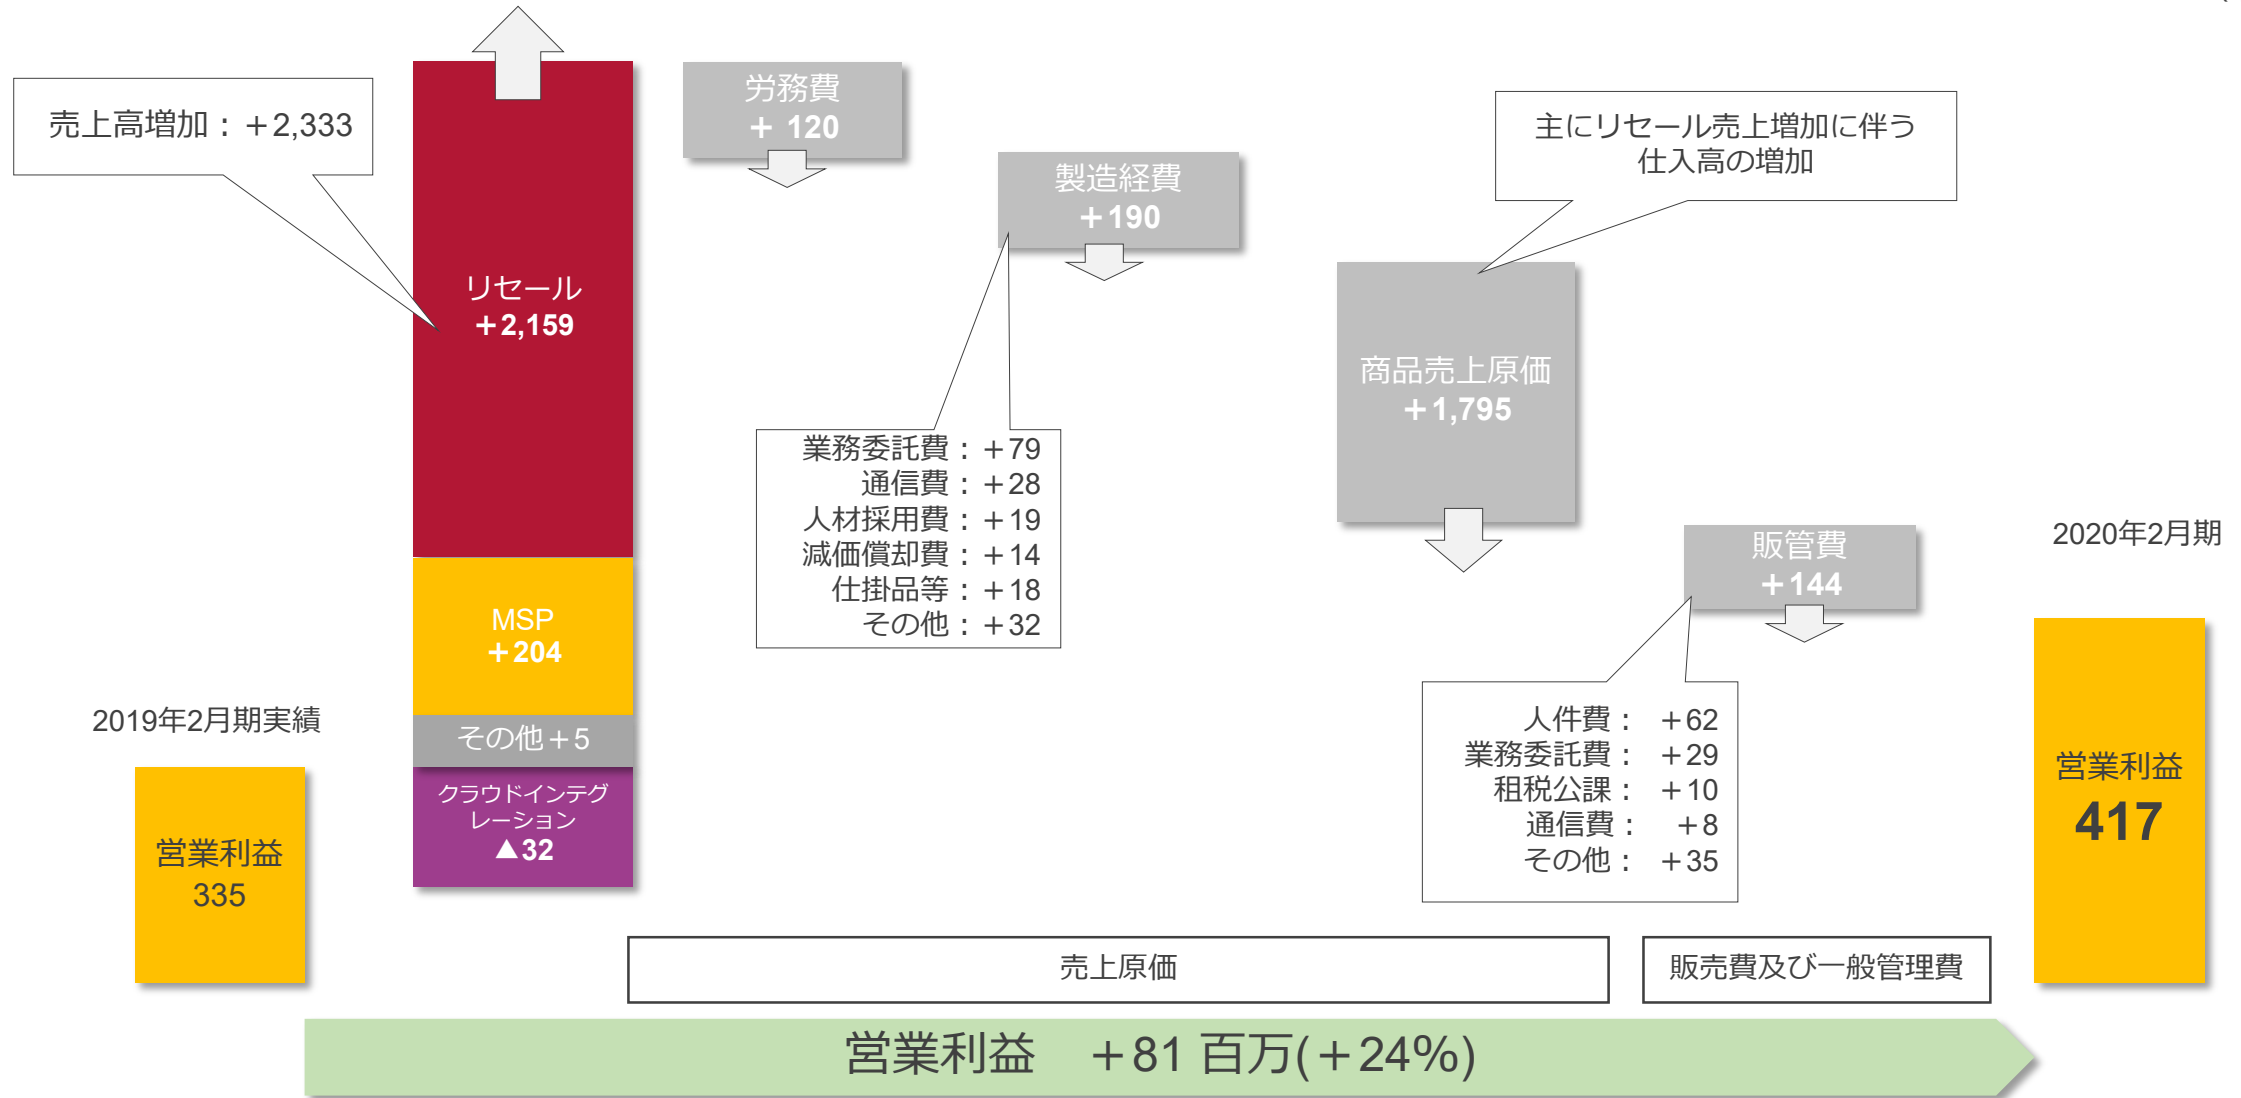 売上高増加：＋2,333
リセール
＋2,159
MSP
＋204
その他＋5
クラウドインテグ
レーション
▲32
2019年2月期実績
営業利益
335
労務費
＋ 120
製造経費
＋190
業務委託費：＋79
通信費：＋28
人材採用費：＋19
減価償却費：＋14
仕掛品等：＋18
その他：＋32
主にリセール売上増加に伴う
仕入高の増加
商品売上原価
＋1,795
販管費
＋144
人件費： ＋62
業務委託費： ＋29
租税公課： ＋10
通信費： ＋8
その他： ＋35
2020年2月期
営業利益
417
売上原価
販売費及び一般管理費
営業利益　＋81 百万(＋24%)